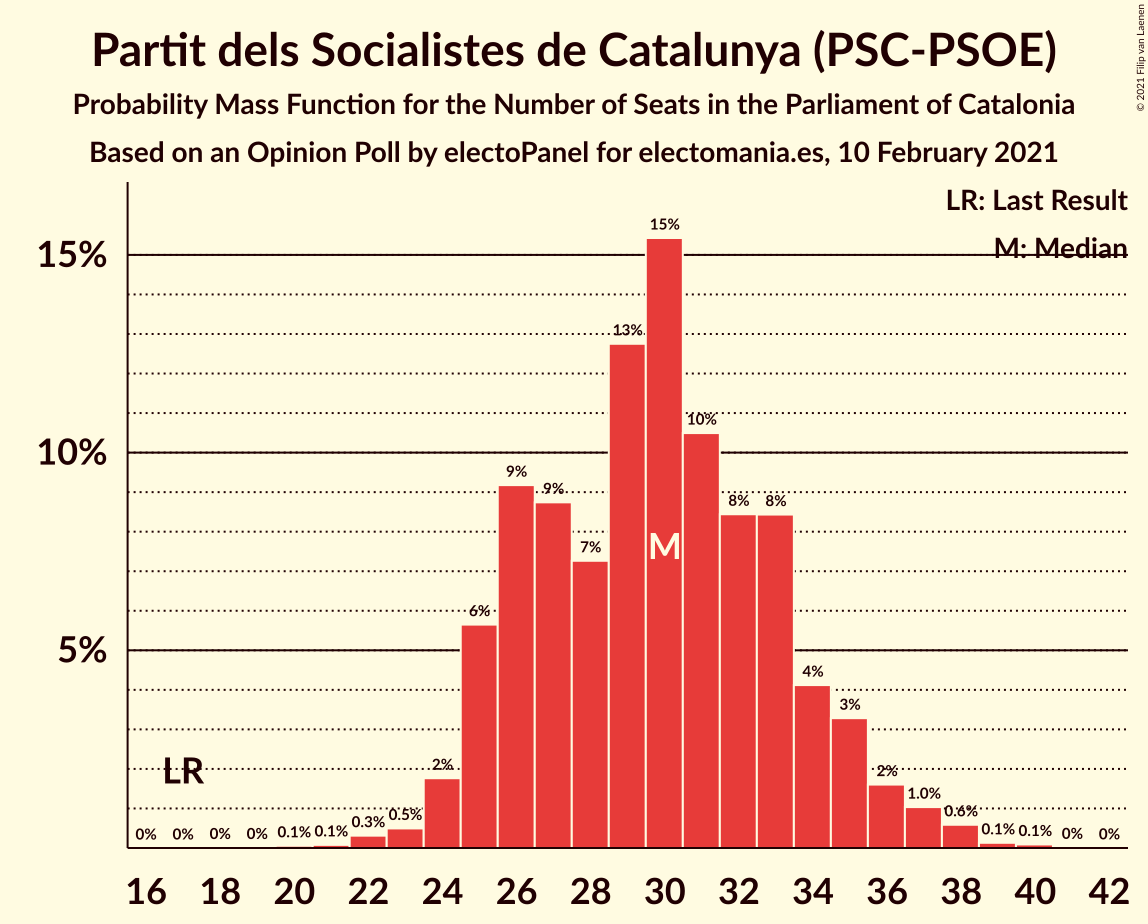 Partit dels Socialistes de Catalunya (PSC-PSOE)
Probability Mass Function for the Number of Seats in the Parliament of Catalonia
Based on an Opinion Poll by electoPanel for electomania.es, 10 February 2021
© 2021 Filip van Laenen
LR: Last Result
M: Median
15%
10%
5%
LR
M
0% 0% 0% 0% 0.1% 0.1% 0.3% 0.5% 2% 6% 9% 9% 7% 13% 15% 10% 8% 8% 4% 3% 2% 1.0% 0.6% 0.1% 0.1% 0% 0%
16 18 20 22 24 26 28 30 32 34 36 38 40 42